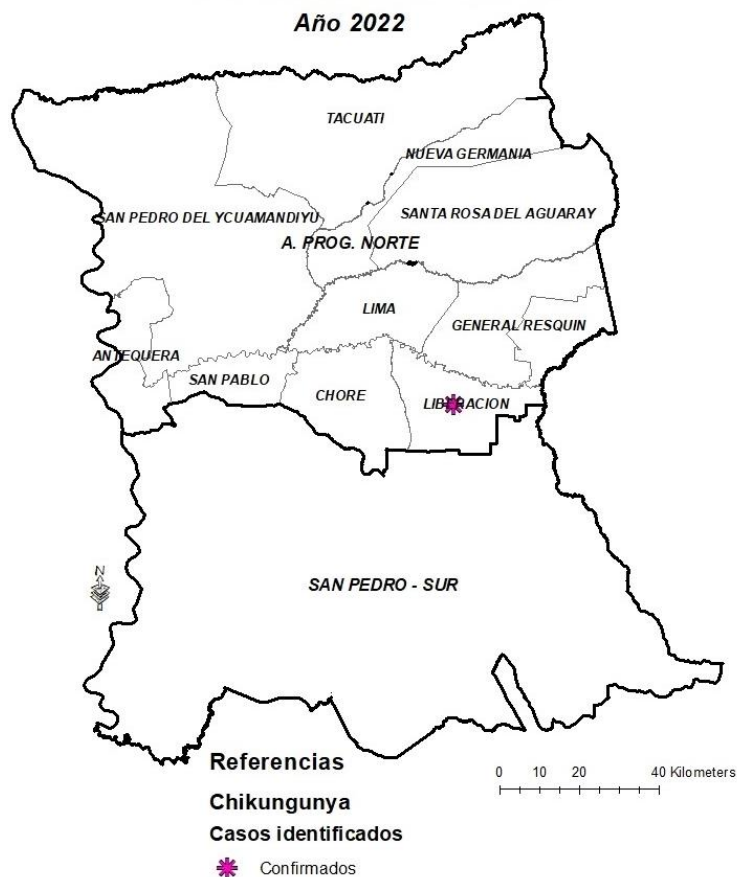 Año 2022
TACUATI
NUEVA GERMANIA
SAN PEDRO DEL YCUAMANDIYU
SANTA ROSA DEL AGUARAY
A. PROG. NORTE
LIMA
GENERAL RESQUIN
ANTEQUERA
SAN PABLO
CHORE
LIBERACION
N
SAN PEDRO - SUR
Referencias
0 10 20 40 Kilometers
Chikungunya
Casos identificados
Confirmados